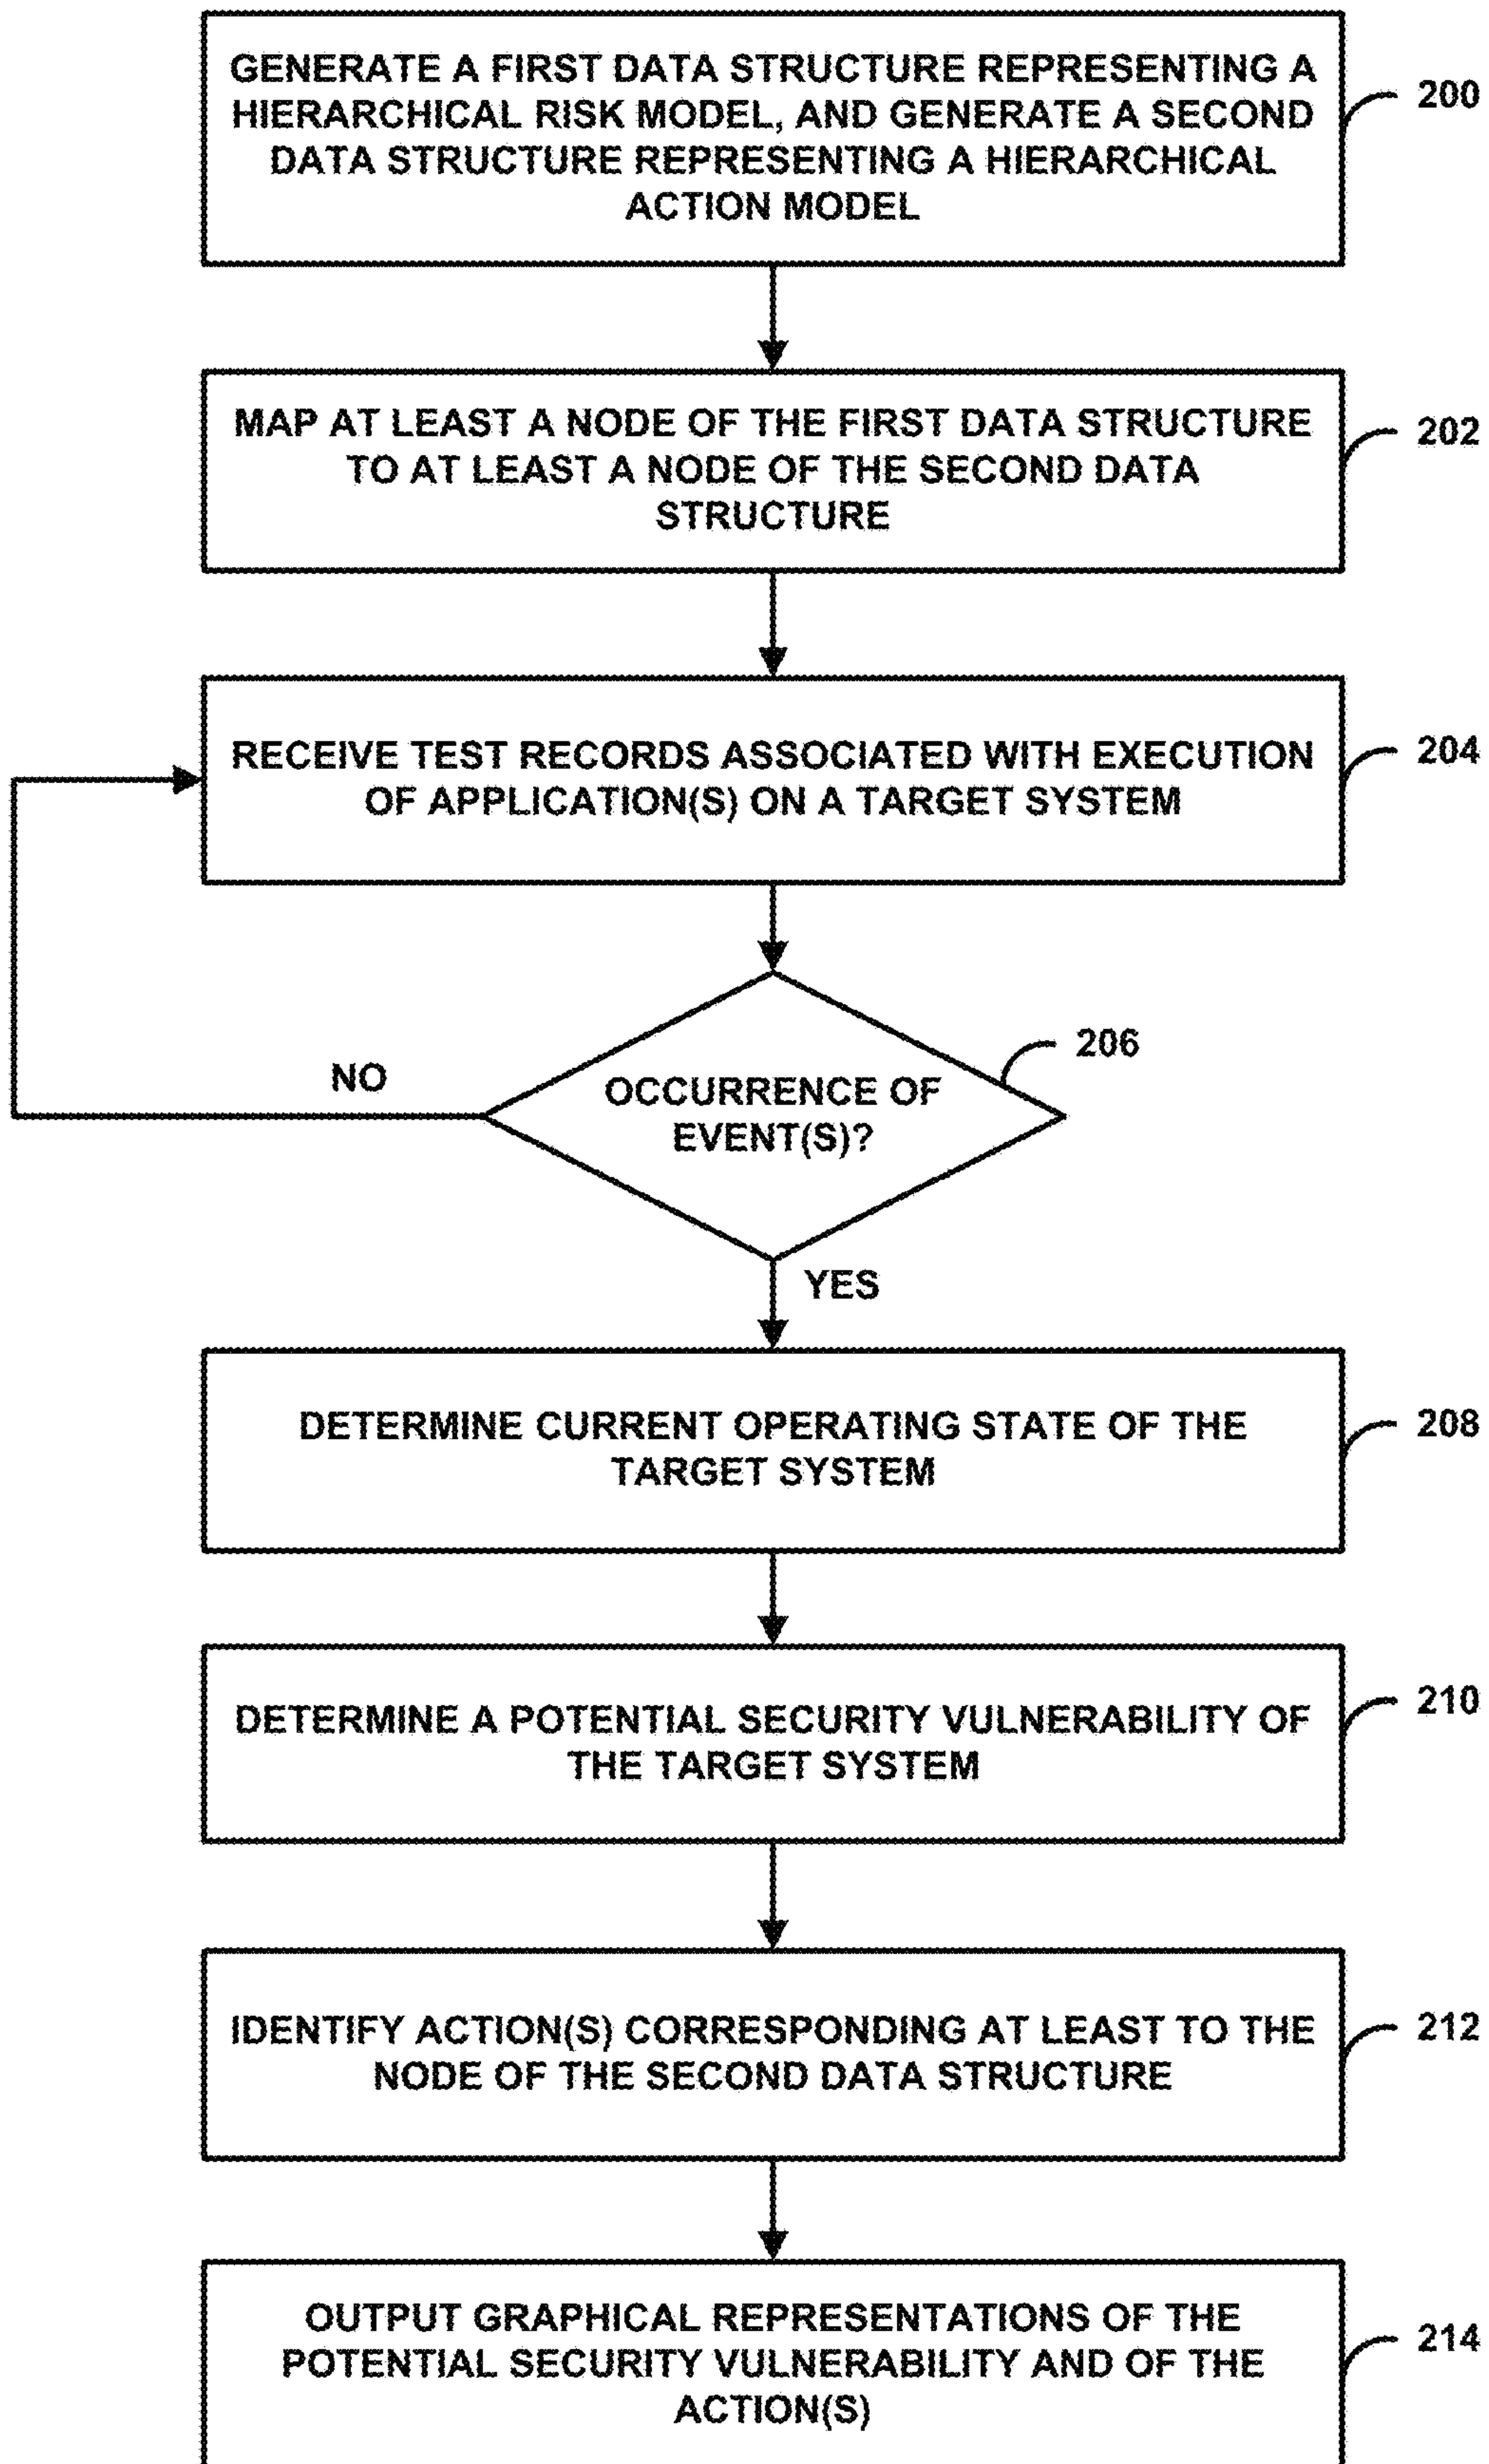 GENERATE A FIRST DATA STRUCTURE REPRESENTING A
HIERARCHICAL RISK MODEL, AND GENERATE A SECOND
DATA STRUCTURE REPRESENTING A HIERARCHICAL
ACTION MODEL
200
MAP AT LEAST A NODE OF THE FIRST DATA STRUCTURE
TO AT LEAST A NODE OF THE SECOND DATA
STRUCTURE
202
RECEIVE TEST RECORDS ASSOCIATED WITH EXECUTION
OF APPLICATION(S) ON A TARGET SYSTEM
204
206
NO
OCCURRENCE OF
EVENT(S)?
YES
DETERMINE CURRENT OPERATING STATE OF THE
TARGET SYSTEM
208
DETERMINE A POTENTIAL SECURITY VULNERABILITY OF
THE TARGET SYSTEM
210
IDENTIFY ACTION(S) CORRESPONDING AT LEAST TO THE
NODE OF THE SECOND DATA STRUCTURE
212
OUTPUT GRAPHICAL REPRESENTATIONS OF THE
POTENTIAL SECURITY VULNERABILITY AND OF THE
ACTION(S)
214